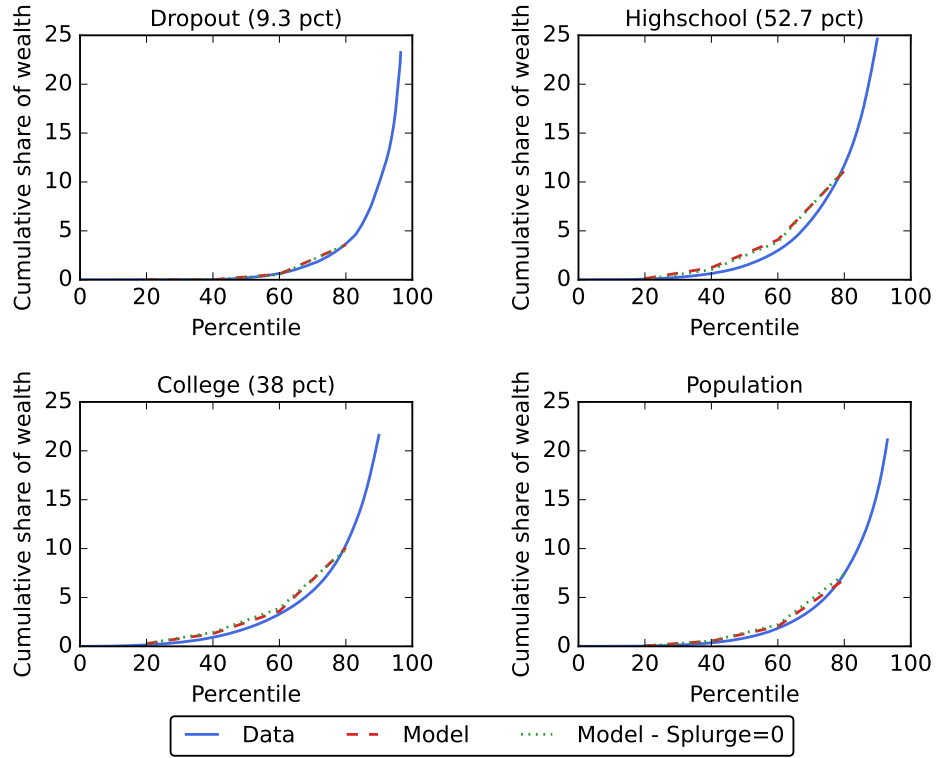 Dropout (9.3 pct)
Cumulative share of wealth
25
20
15
10
5
0
0 20 40 60 80 100
Percentile
Highschool (52.7 pct)
Cumulative share of wealth
25
20
15
10
5
0
0 20 40 60 80 100
Percentile
College (38 pct)
Cumulative share of wealth
25
20
15
10
5
0
0 20 40 60 80 100
Percentile
Population
Cumulative share of wealth
25
20
15
10
5
0
0 20 40 60 80 100
Percentile
Data Model Model - Splurge=0